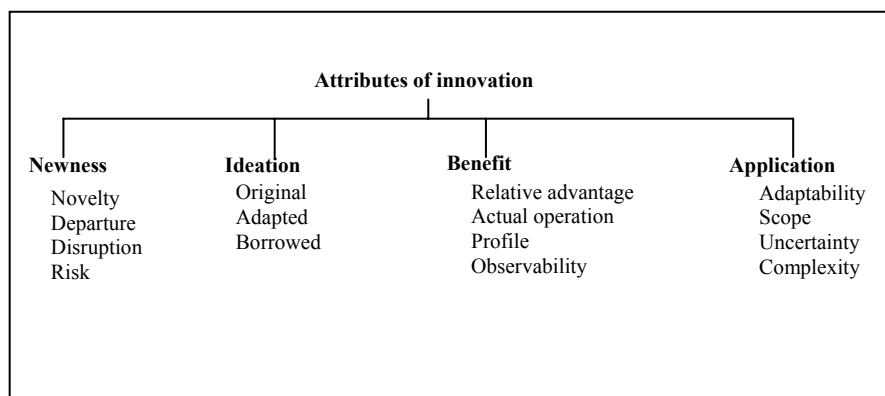 Attributes of innovation
Newness
Novelty
Departure
Disruption
Risk
Ideation
Original
Adapted
Borrowed
Benefit
Relative advantage
Actual operation
Profile
Observability
Application
Adaptability
Scope
Uncertainty
Complexity